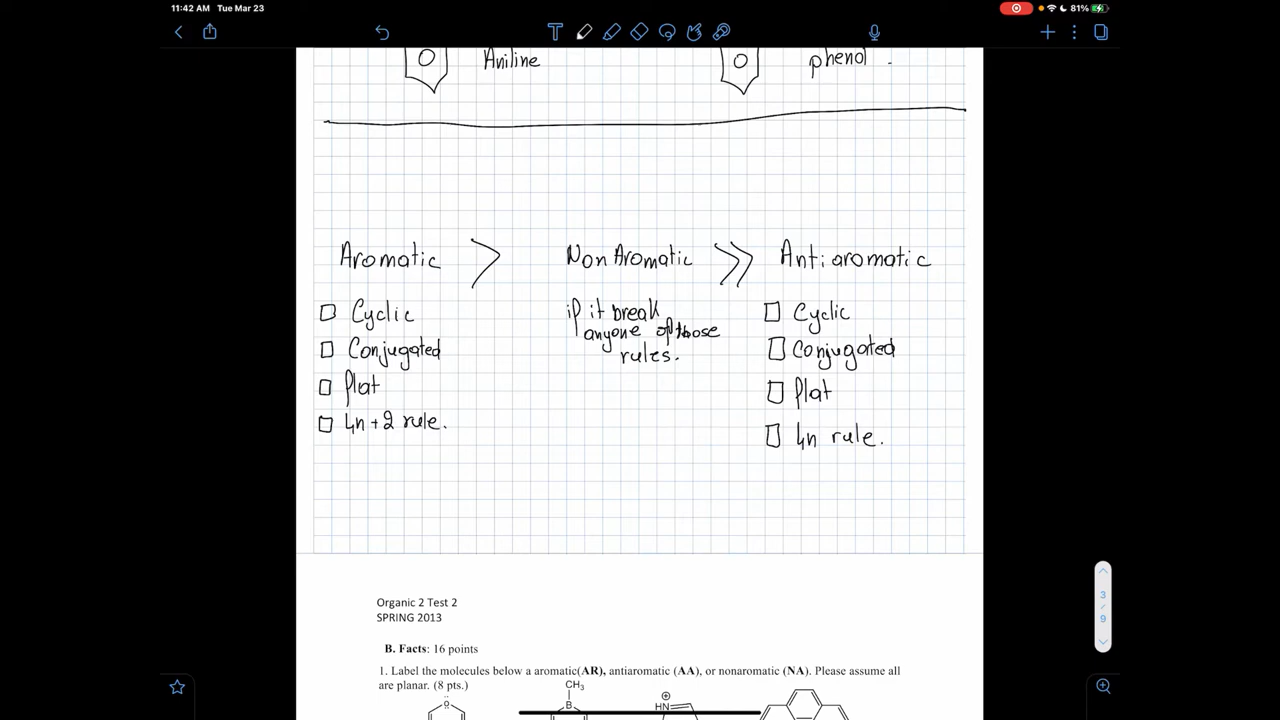 11:42 AM Tue Mar 23
81%
T
O Aniline
O phenol .
Aromatic > Non Aromatic >> Antiaromatic
Cyclic
Conjugated
flat
4n + 2 rule.
if it break
anyone of those
rules.
Cyclic
Conjugated
flat
4n rule.
3
/
9
Organic 2 Test 2
SPRING 2013
B. Facts: 16 points
1. Label the molecules below a aromatic(AR), antiaromatic (AA), or nonaromatic (NA). Please assume all
are planar. (8 pts.)
CH3
B
⊕
HN
O